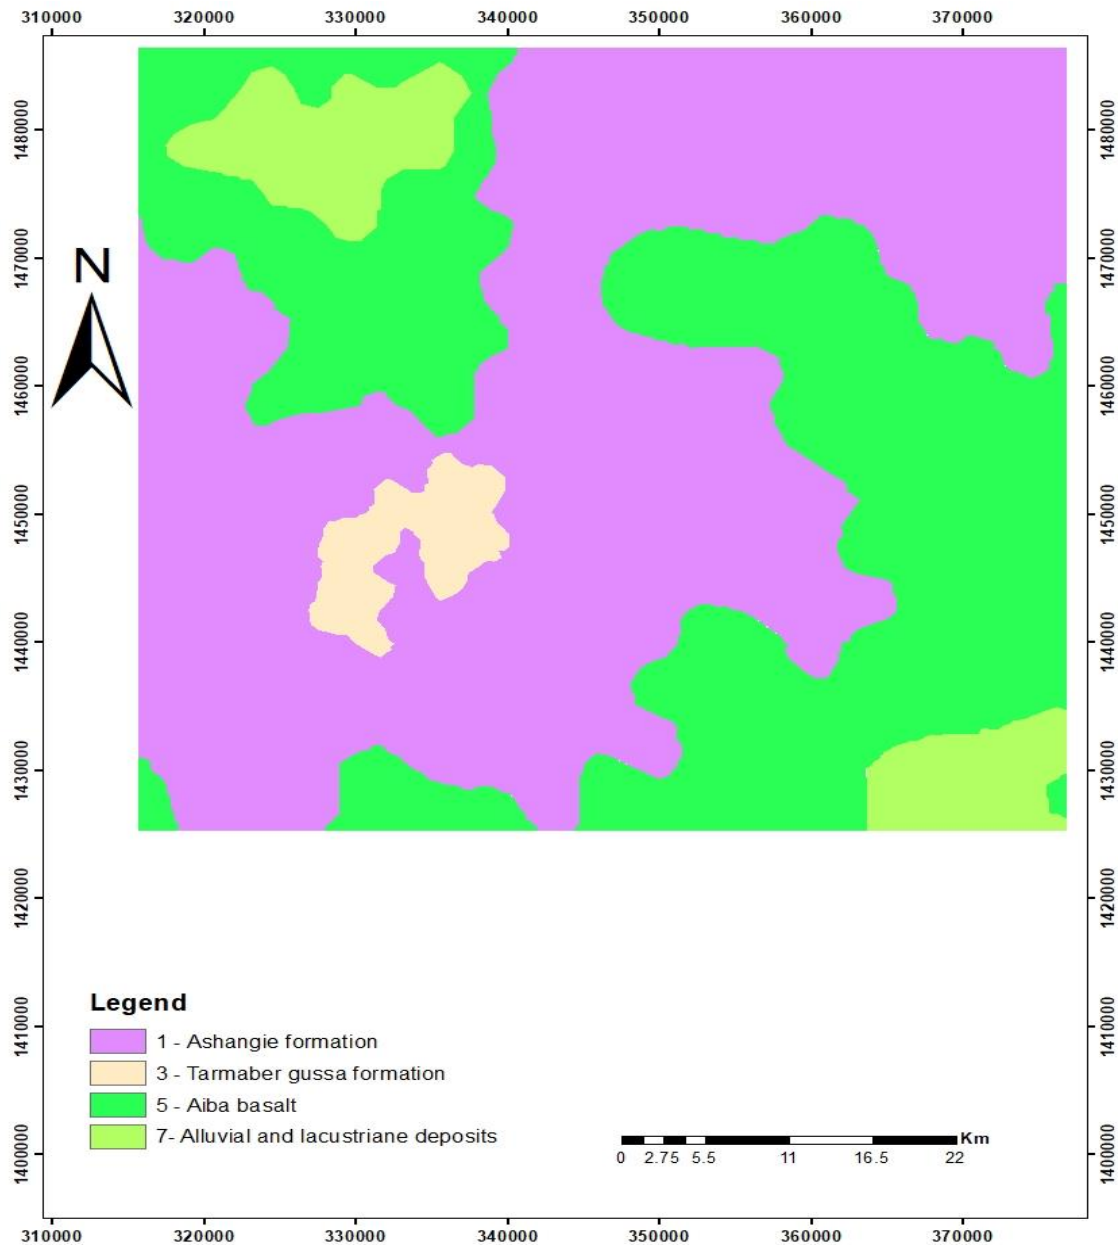 310000 320000 330000 340000 350000 360000 370000
1480000 1480000
1470000 1470000
N
1460000 1460000
1450000 1450000
1440000 1440000
1430000 1430000
1420000 1420000
1410000 1410000
1400000 1400000
Legend
1 - Ashangie formation
3 - Tarmaber gussa formation
5 - Aiba basalt
7- Alluvial and lacustriane deposits
Km
0 2.75 5.5 11 16.5 22
310000 320000 330000 340000 350000 360000 370000